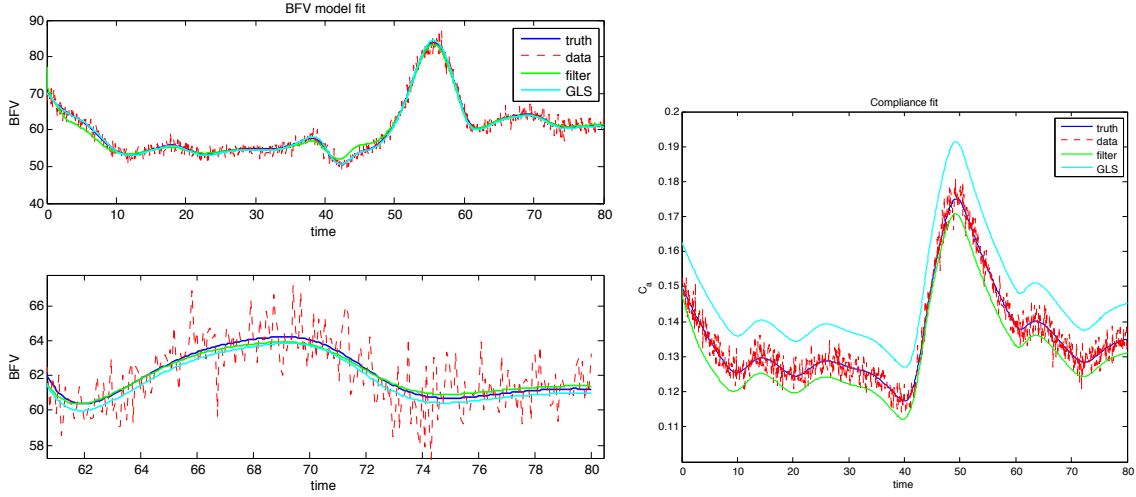 BFV model fit
90
80
70
60
50
40
BFV
truth
data
filter
GLS
0 10 20 30 40 50 60 70 80
time
66
64
62
60
58
BFV
62 64 66 68 70 72 74 76 78 80
time
Compliance fit
0.2
0.19
0.18
0.17
0.16
0.15
0.14
0.13
0.12
0.11
C_a
truth
data
filter
GLS
0 10 20 30 40 50 60 70 80
time